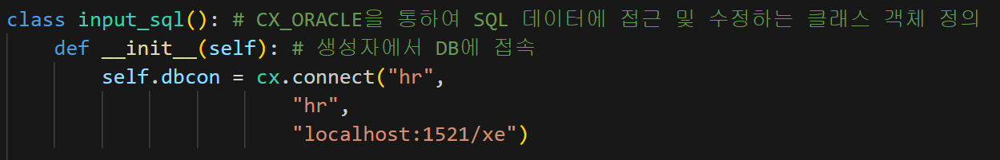 class input_sql(): # CX_ORACLE을 통하여 SQL 데이터에 접근 및 수정하는 클래스 객체 정의
def __init__(self): # 생성자에서 DB에 접속
self.dbcon = cx.connect("hr",
"hr",
"localhost:1521/xe")